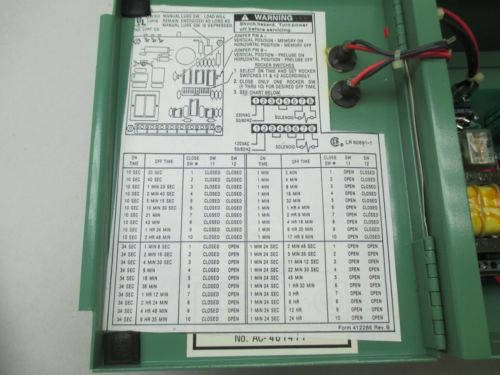 MANUAL LUBE SW. LOAD WILL
REMAIN ENERGIZED AS LONG AS
MANUAL LUBE SW IS DEPRESSED
WARNING
Shock hazard. Turn power
off before servicing.
JUMPER PIN A -
VERTICAL POSITION - MEMORY ON
HORIZONTAL POSITION - MEMORY OFF
JUMPER PIN B -
VERTICAL POSITION - PRELUBE ON
HORIZONTAL POSITION - PRELUBE OFF
ROCKER SWITCHES
1. SELECT ON TIME AND SET ROCKER
SWITCHES 11 & 12 ACCORDINGLY.
2. CLOSE ONLY ONE ROCKER SW
(1 THRU 10) FOR DESIRED OFF TIME.
3. SEE CHART BELOW.
1 2 3 4 5 6 7 8
230VAC
50/60HZ
SOLENOID
1 2 3 4 5 6 7 8
120VAC
50/60HZ
SOLENOID
ON TIME OFF TIME CLOSE SW # SW 11 SW 12 ON TIME OFF TIME CLOSE SW # SW 11 SW 12
10 SEC 20 SEC 1 CLOSED CLOSED 1 MIN 2 MIN 1 OPEN CLOSED
10 SEC 40 SEC 2 CLOSED CLOSED 1 MIN 4 MIN 2 OPEN CLOSED
10 SEC 1 MIN 20 SEC 3 CLOSED CLOSED 1 MIN 8 MIN 3 OPEN CLOSED
10 SEC 2 MIN 40 SEC 4 CLOSED CLOSED 1 MIN 16 MIN 4 OPEN CLOSED
10 SEC 5 MIN 15 SEC 5 CLOSED CLOSED 1 MIN 32 MIN 5 OPEN CLOSED
10 SEC 10 MIN 30 SEC 6 CLOSED CLOSED 1 MIN 1 HR 4 MIN 6 OPEN CLOSED
10 SEC 21 MIN 7 CLOSED CLOSED 1 MIN 2 HR 8 MIN 7 OPEN CLOSED
10 SEC 42 MIN 8 CLOSED CLOSED 1 MIN 4 HR 15 MIN 8 OPEN CLOSED
10 SEC 1 HR 24 MIN 9 CLOSED CLOSED 1 MIN 8 HR 30 MIN 9 OPEN CLOSED
10 SEC 2 HR 48 MIN 10 CLOSED CLOSED 1 MIN 17 HR 10 OPEN CLOSED
34 SEC 1 MIN 8 SEC 1 CLOSED OPEN 1 MIN 24 SEC 2 MIN 48 SEC 1 OPEN OPEN
34 SEC 2 MIN 16 SEC 2 CLOSED OPEN 1 MIN 24 SEC 5 MIN 36 SEC 2 OPEN OPEN
34 SEC 4 MIN 30 SEC 3 CLOSED OPEN 1 MIN 24 SEC 11 MIN 12 SEC 3 OPEN OPEN
34 SEC 9 MIN 4 CLOSED OPEN 1 MIN 24 SEC 22 MIN 30 SEC 4 OPEN OPEN
34 SEC 18 MIN 5 CLOSED OPEN 1 MIN 24 SEC 45 MIN 5 OPEN OPEN
34 SEC 36 MIN 6 CLOSED OPEN 1 MIN 24 SEC 1 HR 30 MIN 6 OPEN OPEN
34 SEC 1 HR 12 MIN 7 CLOSED OPEN 1 MIN 24 SEC 3 HR 7 OPEN OPEN
34 SEC 2 HR 24 MIN 8 CLOSED OPEN 1 MIN 24 SEC 6 HR 8 OPEN OPEN
34 SEC 4 HR 48 MIN 9 CLOSED OPEN 1 MIN 24 SEC 12 HR 9 OPEN OPEN
34 SEC 9 HR 35 MIN 10 CLOSED OPEN 1 MIN 24 SEC 24 HR 10 OPEN OPEN
Form 412286 Rev. B